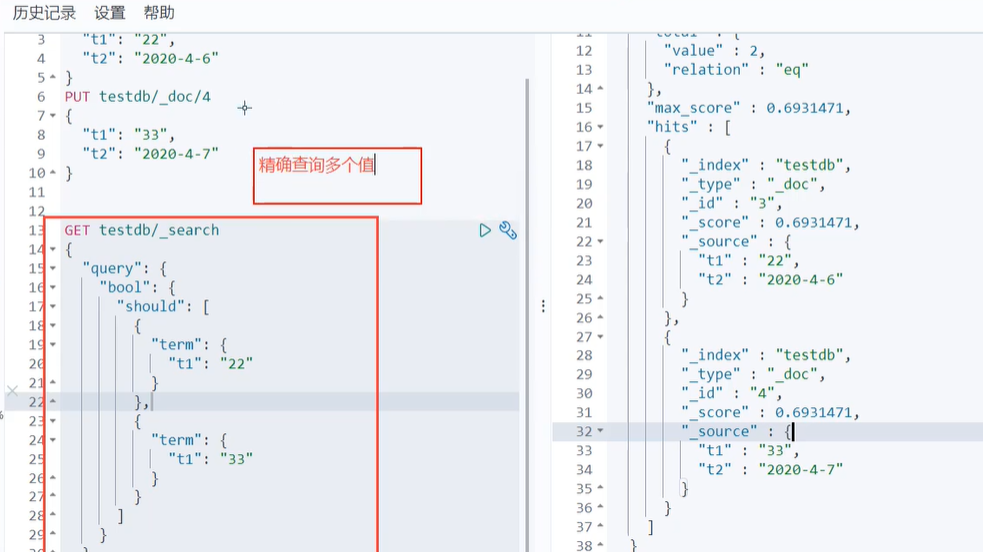 历史记录 设置 帮助
3 "t1": "22",
4 "t2": "2020-4-6"
5 }
6 PUT testdb/_doc/4
7 {
8 "t1": "33",
9 "t2": "2020-4-7"
10 }
11
12
精确查询多个值
13 GET testdb/_search
14 {
15 "query": {
16 "bool": {
17 "should": [
18 {
19 "term": {
20 "t1": "22"
21 }
22 },
23 {
24 "term": {
25 "t1": "33"
26 }
27 }
28 ]
29 }
12 "value" : 2,
13 "relation" : "eq"
14 },
15 "max_score" : 0.6931471,
16 "hits" : [
17 {
18 "_index" : "testdb",
19 "_type" : "_doc",
20 "_id" : "3",
21 "_score" : 0.6931471,
22 "_source" : {
23 "t1" : "22",
24 "t2" : "2020-4-6"
25 }
26 },
27 {
28 "_index" : "testdb",
29 "_type" : "_doc",
30 "_id" : "4",
31 "_score" : 0.6931471,
32 "_source" : {
33 "t1" : "33",
34 "t2" : "2020-4-7"
35 }
36 }
37 ]
38 }